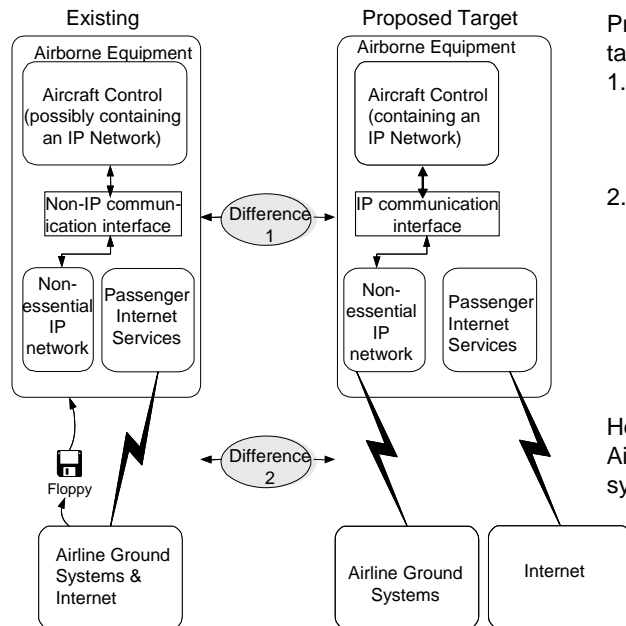 Existing
Airborne Equipment
Aircraft Control
(possibly containing
an IP Network)
Non-IP commun-
ication interface
Non-
essential
IP
network
Passenger
Internet
Services
Floppy
Airline Ground
Systems &
Internet
Difference
1
Difference
2
Proposed Target
Airborne Equipment
Aircraft Control
(containing an
IP Network)
IP communication
interface
Non-
essential IP
network
Passenger
Internet
Services
Airline Ground
Systems
Internet
Pr
ta
1.
2.
Ho
Ai
sy